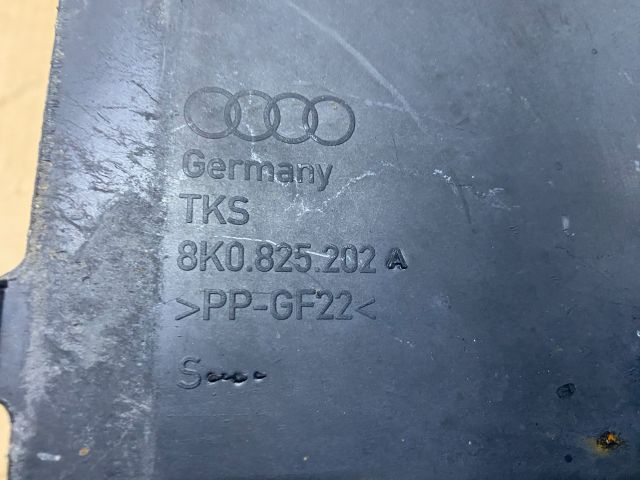 Germany
TKS
8K0.825.202 A
>PP-GF22<
S